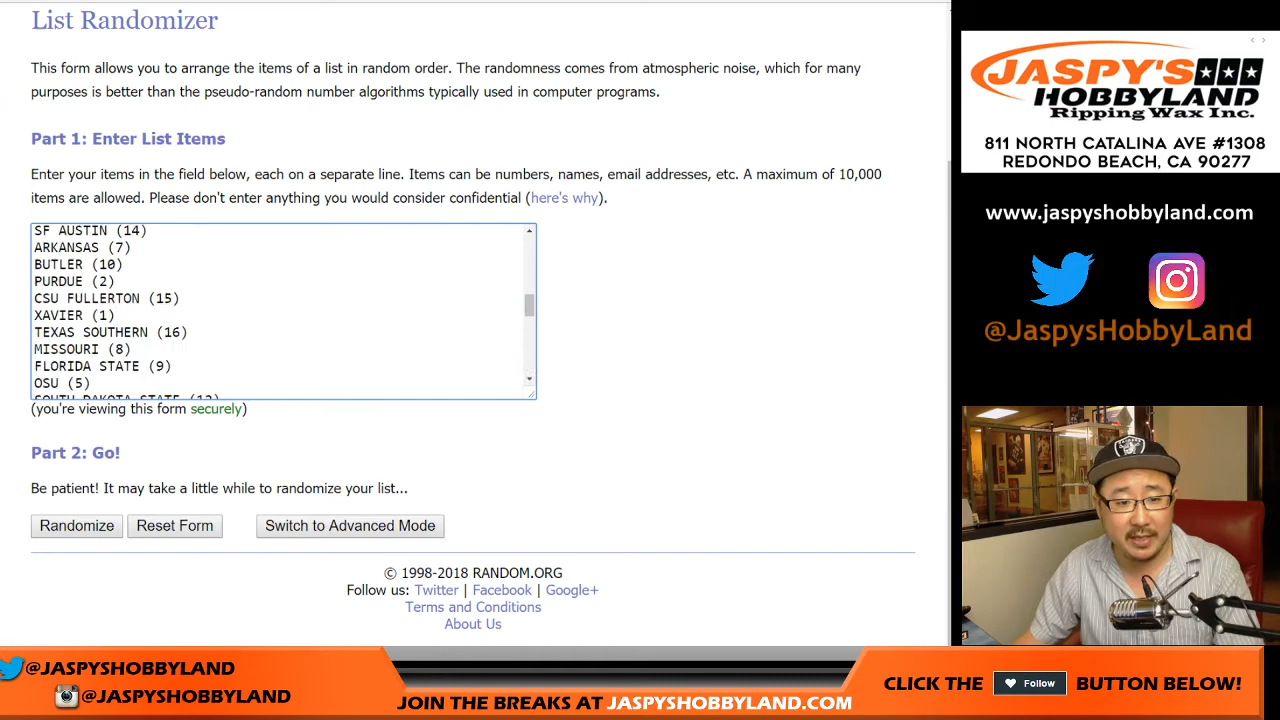 List Randomizer
This form allows you to arrange the items of a list in random order. The randomness comes from atmospheric noise, which for many
purposes is better than the pseudo-random number algorithms typically used in computer programs.
Part 1: Enter List Items
Enter your items in the field below, each on a separate line. Items can be numbers, names, email addresses, etc. A maximum of 10,000
items are allowed. Please don't enter anything you would consider confidential (here's why).
SF AUSTIN (14)
ARKANSAS (7)
BUTLER (10)
PURDUE (2)
CSU FULLERTON (15)
XAVIER (1)
TEXAS SOUTHERN (16)
MISSOURI (8)
FLORIDA STATE (9)
OSU (5)
SOUTH DAKOTA STATE (12)
(you're viewing this form securely)
Part 2: Go!
Be patient! It may take a little while to randomize your list...
Randomize
Reset Form
Switch to Advanced Mode
© 1998-2018 RANDOM.ORG
Follow us: Twitter | Facebook | Google+
Terms and Conditions
About Us
JASPY'S
HOBBYLAND
Ripping Wax Inc.
811 NORTH CATALINA AVE #1308
REDONDO BEACH, CA 90277
www.jaspyshobbyland.com
@JaspysHobbyLand
@JASPYSHOBBYLAND
@JASPYSHOBBYLAND
JOIN THE BREAKS AT JASPYSHOBBYLAND.COM
CLICK THE
Follow
BUTTON BELOW!